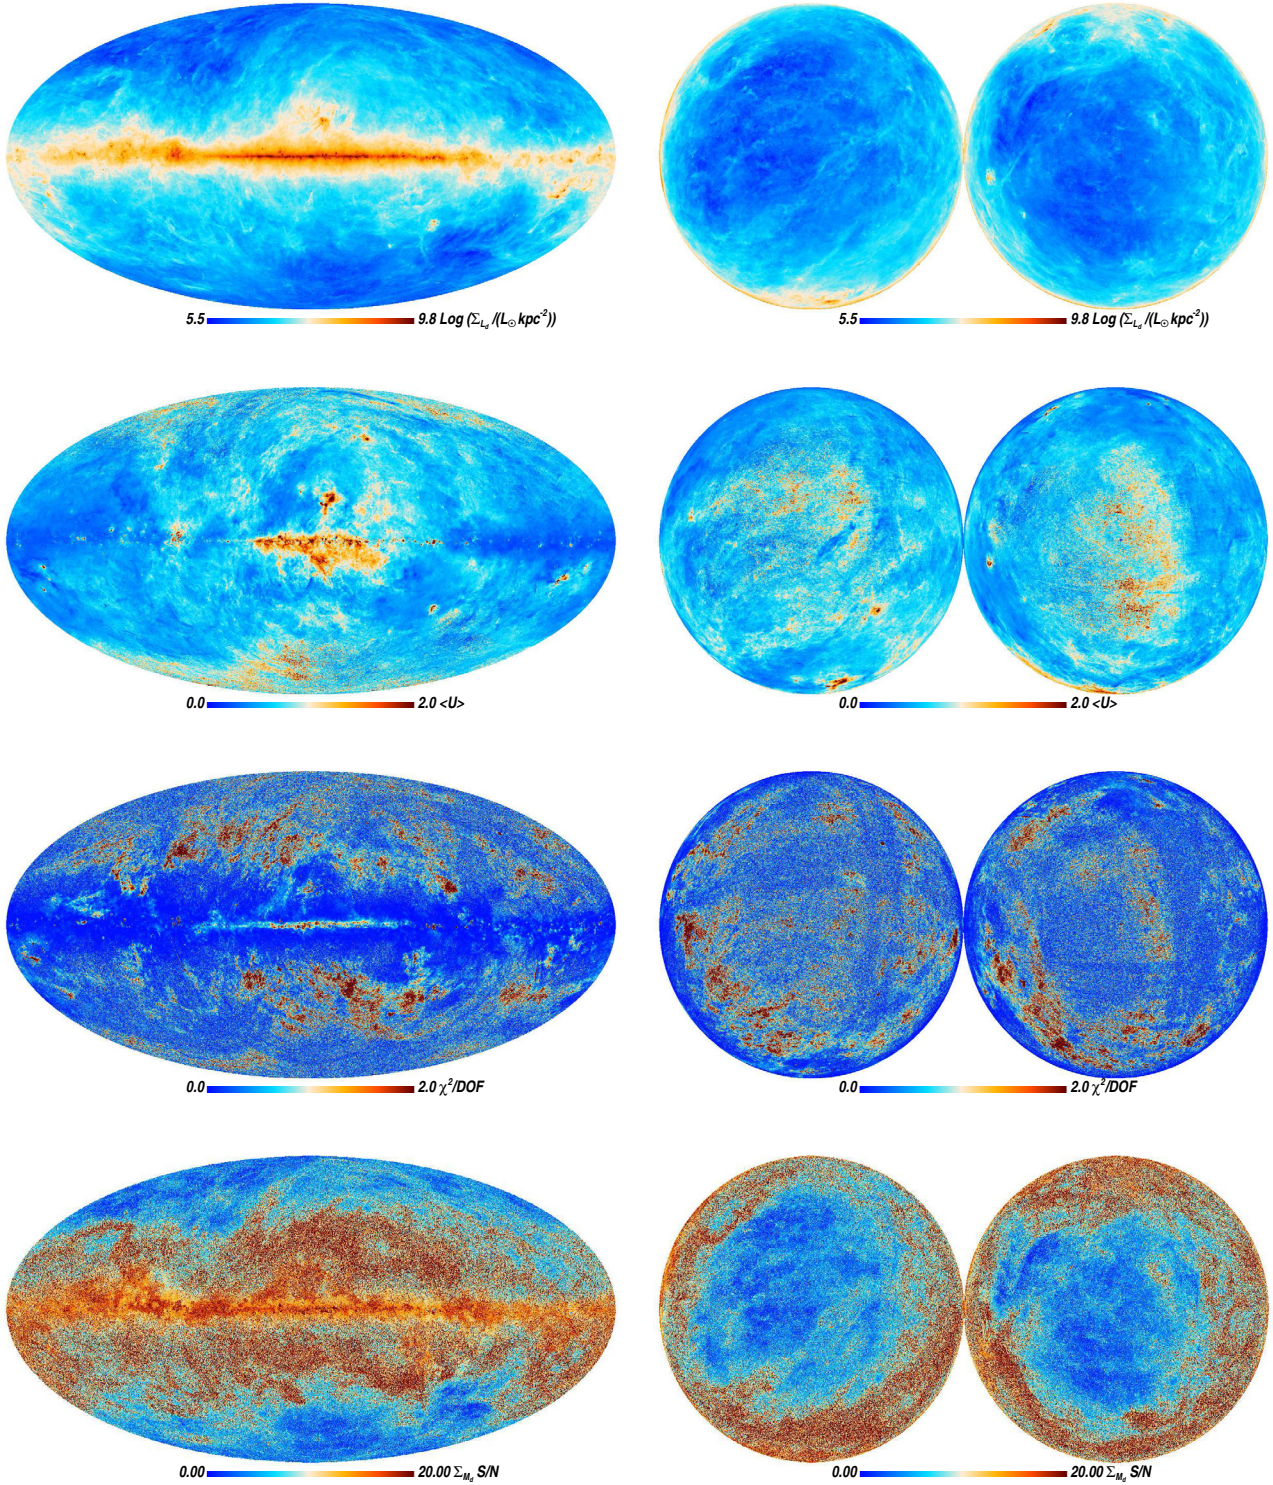 5.5 9.8 Log (Σ_{L_d}/(L_⊙ kpc⁻²))
5.5 9.8 Log (Σ_{L_d}/(L_⊙ kpc⁻²))
0.0 2.0 <U>
0.0 2.0 <U>
0.0 2.0 χ²/DOF
0.0 2.0 χ²/DOF
0.00 20.00 Σ_{M_d} S/N
0.00 20.00 Σ_{M_d} S/N